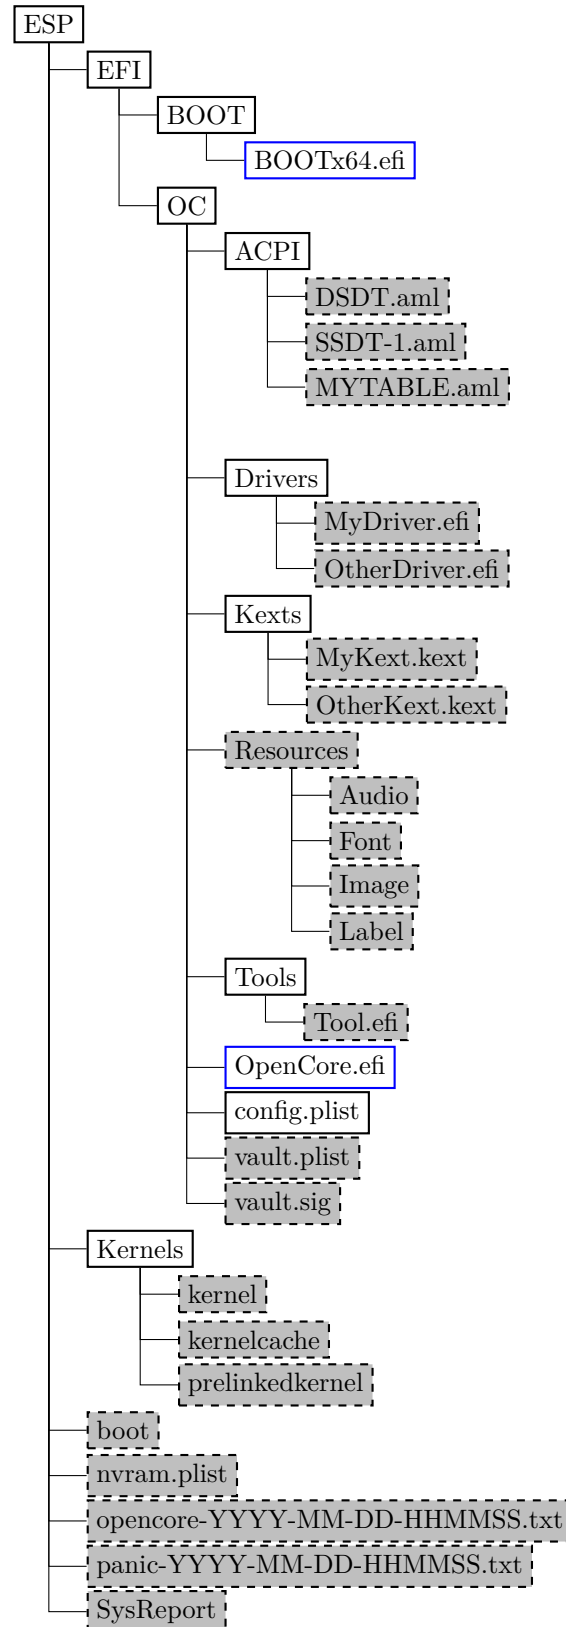 ESP
EFI
BOOT
BOOTx64.efi
OC
ACPI
DSDT.aml
SSDT-1.aml
MYTABLE.aml
Drivers
MyDriver.efi
OtherDriver.efi
Kexts
MyKext.kext
OtherKext.kext
Resources
Audio
Font
Image
Label
Tools
Tool.efi
OpenCore.efi
config.plist
vault.plist
vault.sig
Kernels
kernel
kernelcache
prelinkedkernel
boot
nvram.plist
opencore-YYYY-MM-DD-HHMMSS.txt
panic-YYYY-MM-DD-HHMMSS.txt
SysReport